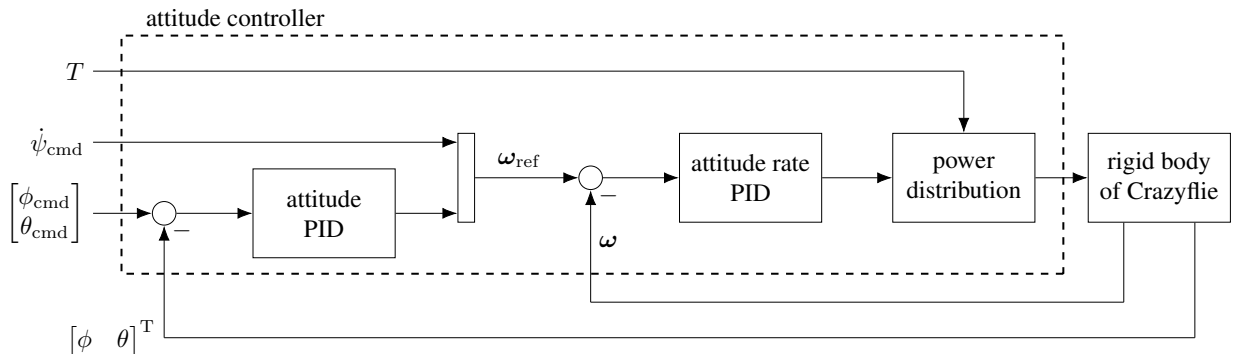 attitude controller
T
ψ̇_cmd
[ϕ_cmd
θ_cmd]
−
attitude
PID
ω_ref
−
ω
attitude rate
PID
power
distribution
rigid body
of Crazyflie
[ϕ θ]^T